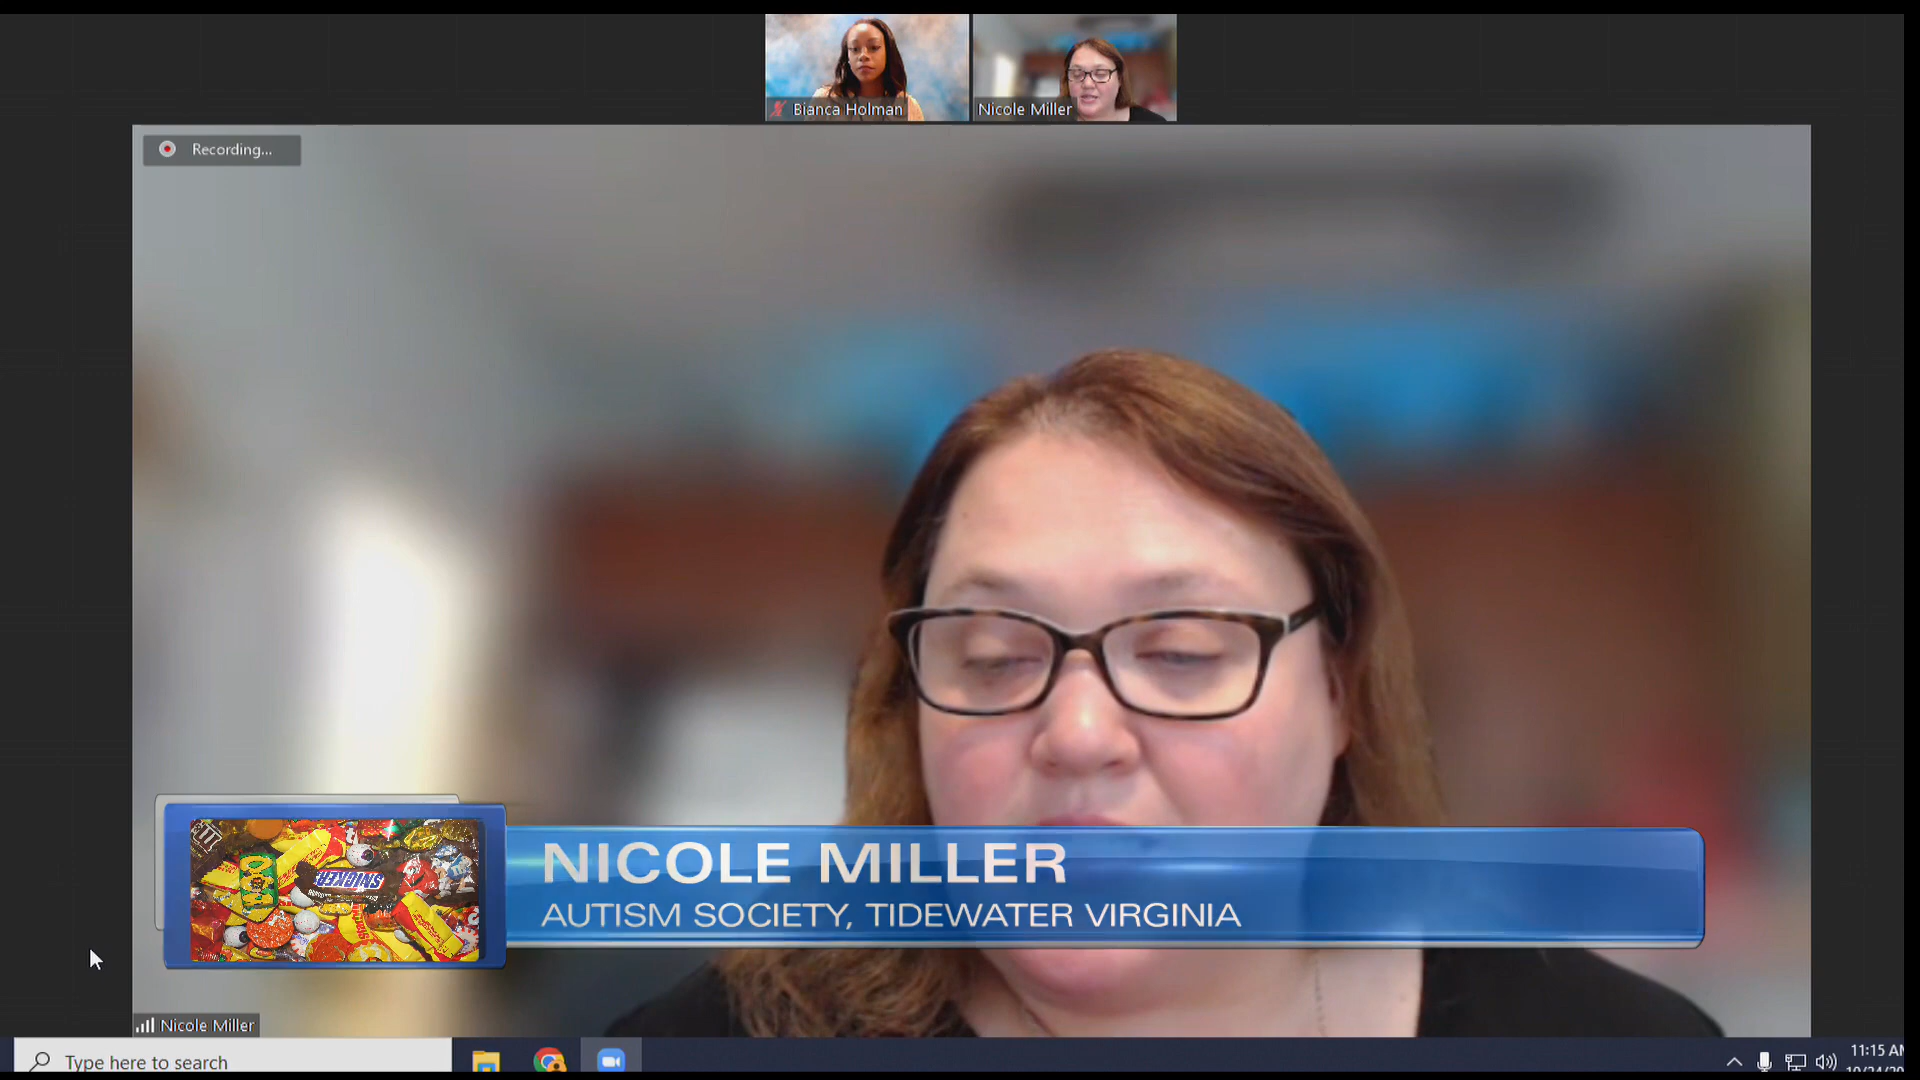 Bianca Holman
Nicole Miller
Recording...
SNICKERS
NICOLE MILLER
AUTISM SOCIETY, TIDEWATER VIRGINIA
Nicole Miller
Type here to search
11:15 AM